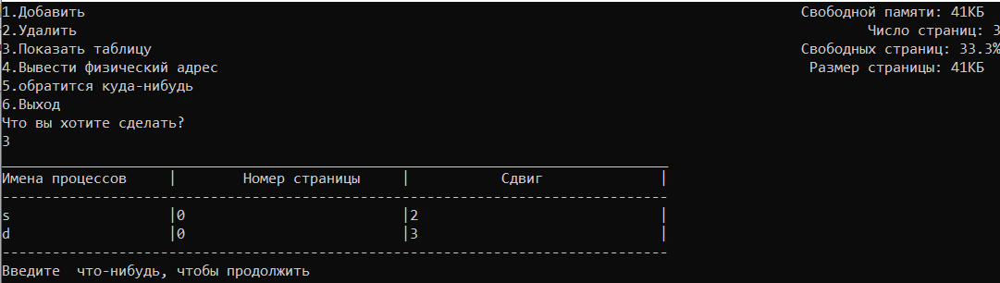 1.Добавить Свободной памяти: 41КБ
2.Удалить Число страниц: 3
3.Показать таблицу Свободных страниц: 33.3%
4.Вывести физический адрес Размер страницы: 41КБ
5.обратится куда-нибудь
6.Выход
Что вы хотите сделать?
3
Имена процессов | Номер страницы | Сдвиг |
s |0 |2 |
d |0 |3 |
Введите  что-нибудь, чтобы продолжить